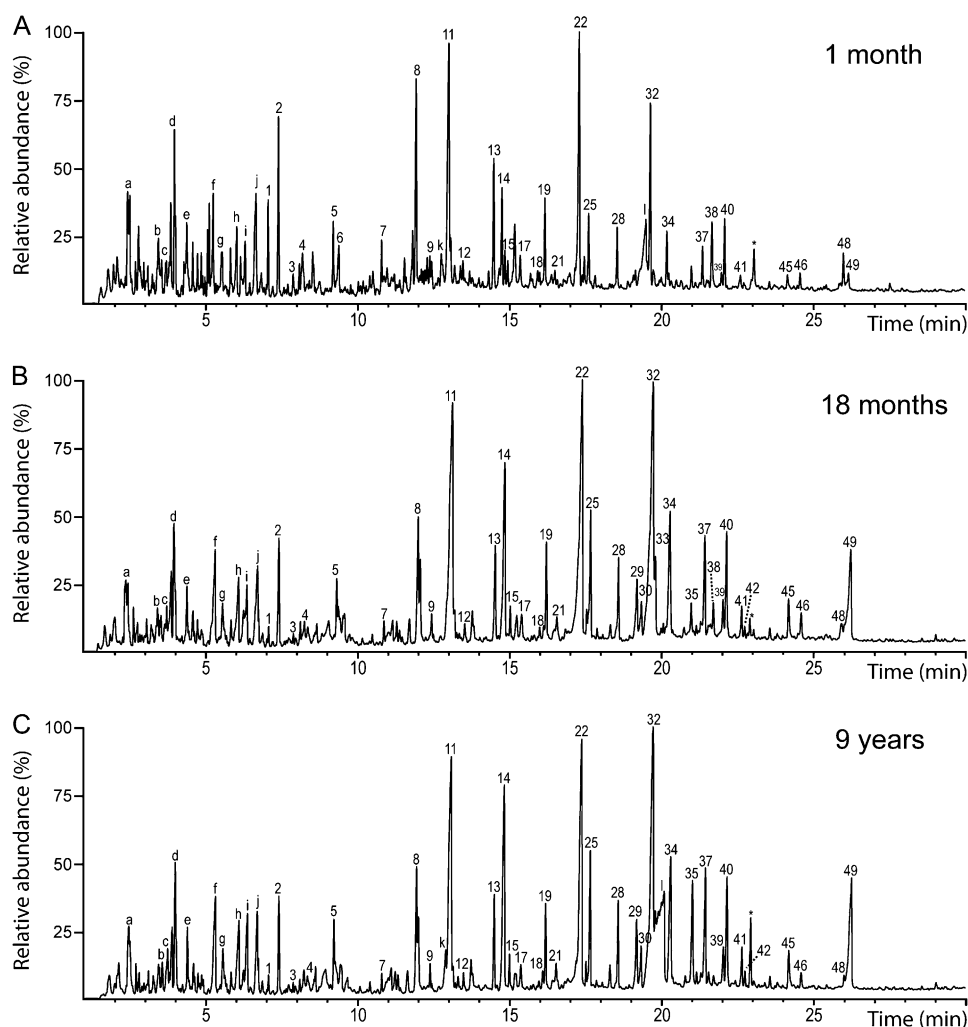 A
1 month
Relative abundance (%)
100
75
50
25
a
b
c
d
e
f
g
h
i
j
1
2
3
4
5
6
7
8
9
k
11
12
13
14
15
17
18
19
21
22
25
28
l
32
34
37
38
39
40
41
*
45
46
48
49
5
10
15
20
25
Time (min)
B
18 months
Relative abundance (%)
100
75
50
25
a
b
c
d
e
f
g
h
i
j
1
2
3
4
5
7
8
9
11
12
13
14
15
17
18
19
21
22
25
28
29
30
32
33
34
35
37
38
39
40
41
42
*
45
46
48
49
5
10
15
20
25
Time (min)
C
9 years
Relative abundance (%)
100
75
50
25
a
b
c
d
e
f
g
h
i
j
1
2
3
4
5
7
8
9
k
11
12
13
14
15
17
18
19
21
22
25
28
29
30
32
l
34
35
37
39
40
41
*
42
45
46
48
49
5
10
15
20
25
Time (min)